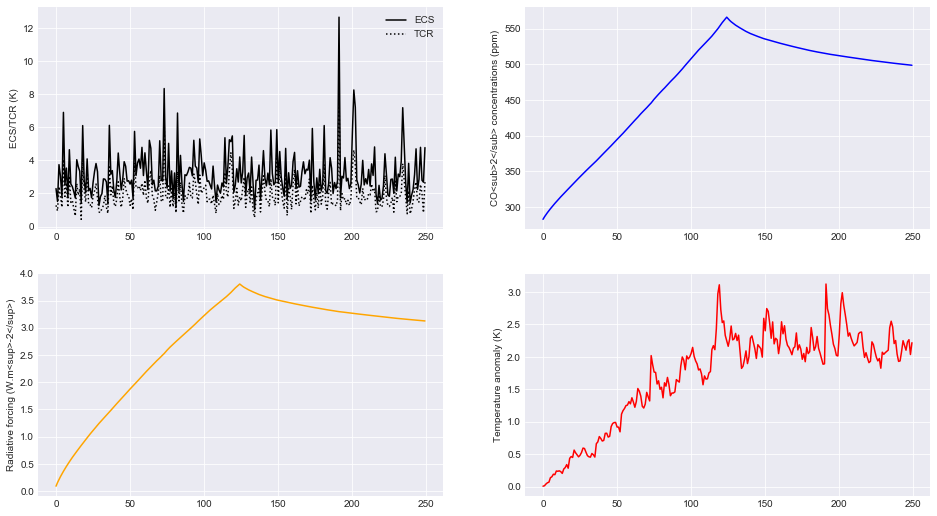 ECS/TCR (K)
12
10
8
6
4
2
0
ECS
TCR
0 50 100 150 200 250
CO<sub>2</sub> concentrations (ppm)
550
500
450
400
350
300
0 50 100 150 200 250
Radiative forcing (W.m<sup>-2</sup>)
4.0
3.5
3.0
2.5
2.0
1.5
1.0
0.5
0.0
0 50 100 150 200 250
Temperature anomaly (K)
3.0
2.5
2.0
1.5
1.0
0.5
0.0
0 50 100 150 200 250